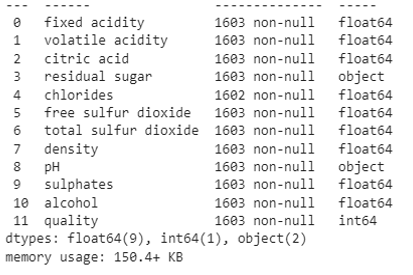 ---  ------                --------------  -----
 0   fixed acidity         1603 non-null   float64
 1   volatile acidity      1603 non-null   float64
 2   citric acid           1603 non-null   float64
 3   residual sugar        1603 non-null   object
 4   chlorides             1602 non-null   float64
 5   free sulfur dioxide   1603 non-null   float64
 6   total sulfur dioxide  1603 non-null   float64
 7   density               1603 non-null   float64
 8   pH                    1603 non-null   object
 9   sulphates             1603 non-null   float64
 10  alcohol               1603 non-null   float64
 11  quality               1603 non-null   int64
dtypes: float64(9), int64(1), object(2)
memory usage: 150.4+ KB